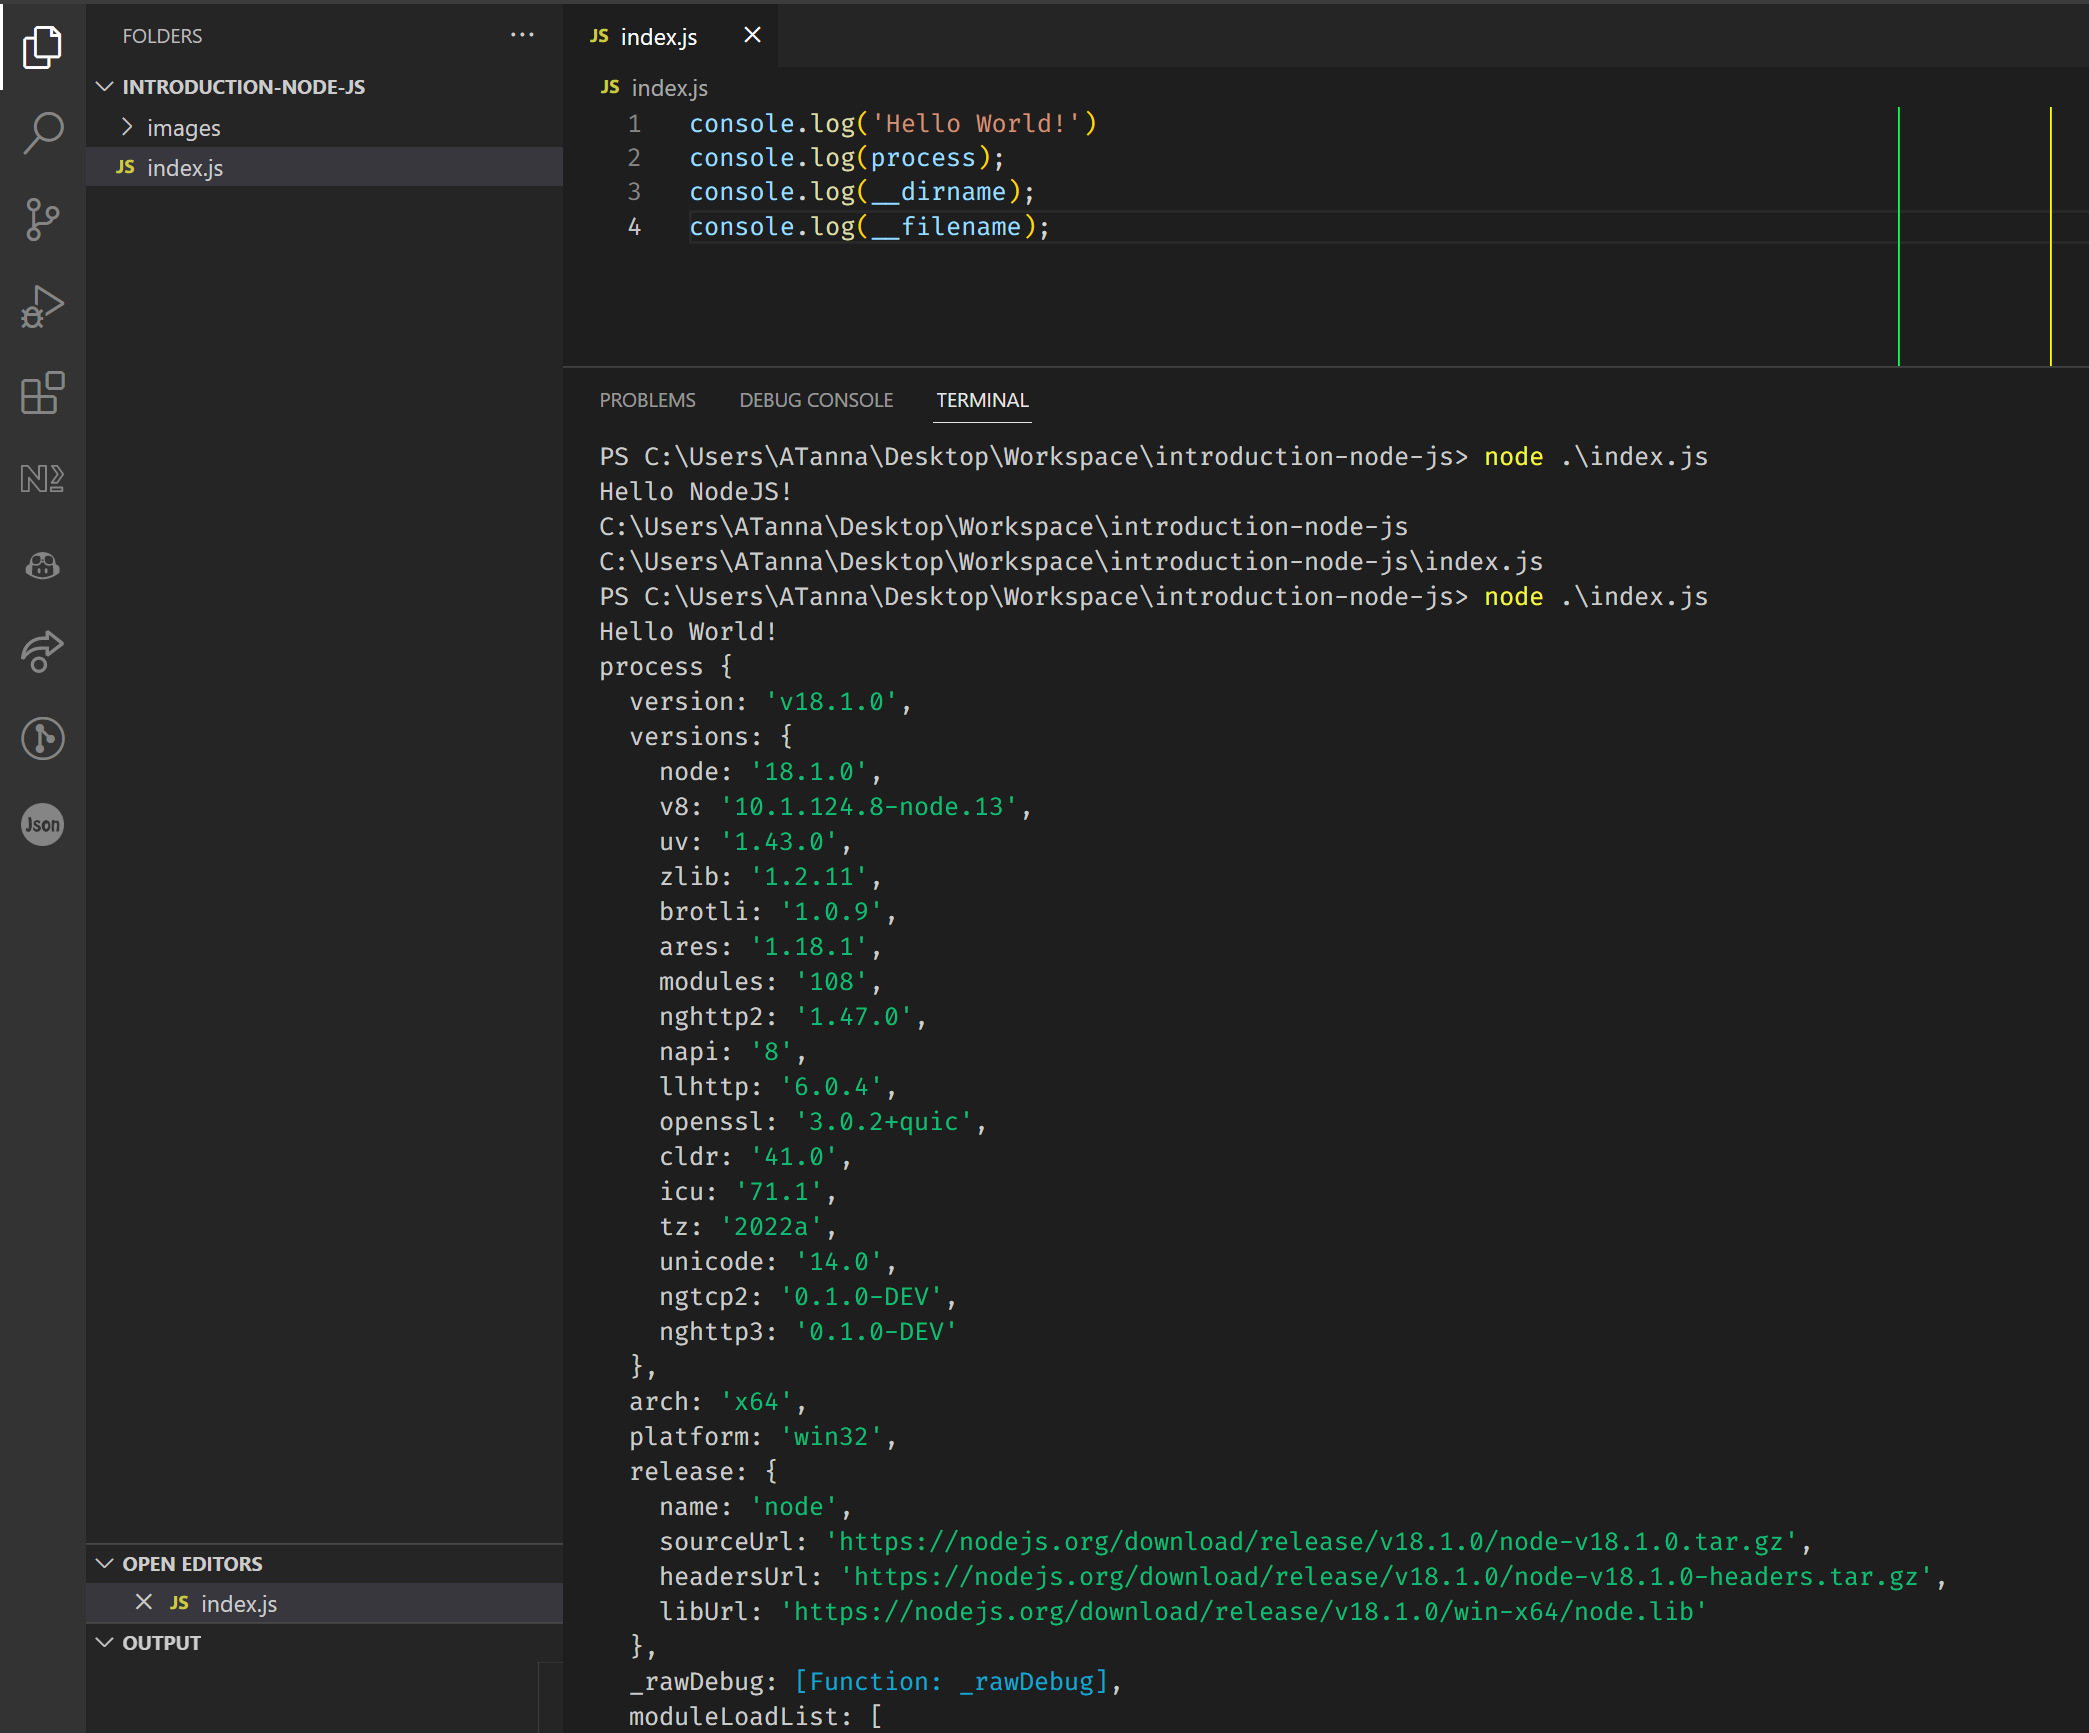 FOLDERS
INTRODUCTION-NODE-JS
images
JS index.js
Json
OPEN EDITORS
JS index.js
OUTPUT
JS index.js
JS index.js
1 console.log('Hello World!')
2 console.log(process);
3 console.log(__dirname);
4 console.log(__filename);
PROBLEMS DEBUG CONSOLE TERMINAL
PS C:\Users\ATanna\Desktop\Workspace\introduction-node-js> node .\index.js
Hello NodeJS!
C:\Users\ATanna\Desktop\Workspace\introduction-node-js
C:\Users\ATanna\Desktop\Workspace\introduction-node-js\index.js
PS C:\Users\ATanna\Desktop\Workspace\introduction-node-js> node .\index.js
Hello World!
process {
  version: 'v18.1.0',
  versions: {
    node: '18.1.0',
    v8: '10.1.124.8-node.13',
    uv: '1.43.0',
    zlib: '1.2.11',
    brotli: '1.0.9',
    ares: '1.18.1',
    modules: '108',
    nghttp2: '1.47.0',
    napi: '8',
    llhttp: '6.0.4',
    openssl: '3.0.2+quic',
    cldr: '41.0',
    icu: '71.1',
    tz: '2022a',
    unicode: '14.0',
    ngtcp2: '0.1.0-DEV',
    nghttp3: '0.1.0-DEV'
  },
  arch: 'x64',
  platform: 'win32',
  release: {
    name: 'node',
    sourceUrl: 'https://nodejs.org/download/release/v18.1.0/node-v18.1.0.tar.gz',
    headersUrl: 'https://nodejs.org/download/release/v18.1.0/node-v18.1.0-headers.tar.gz',
    libUrl: 'https://nodejs.org/download/release/v18.1.0/win-x64/node.lib'
  },
  _rawDebug: [Function: _rawDebug],
  moduleLoadList: [